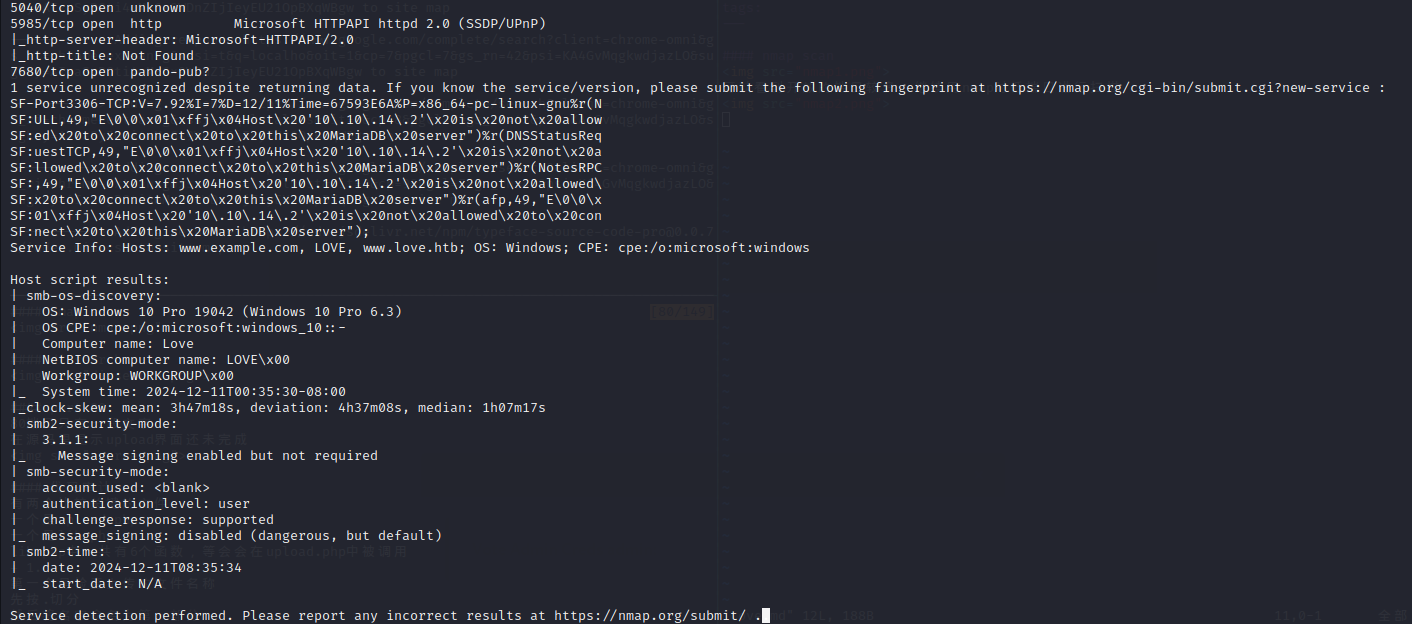 5040/tcp open  unknown
5985/tcp open  http          Microsoft HTTPAPI httpd 2.0 (SSDP/UPnP)
|_http-server-header: Microsoft-HTTPAPI/2.0
|_http-title: Not Found
7680/tcp open  pando-pub?
1 service unrecognized despite returning data. If you know the service/version, please submit the following fingerprint at https://nmap.org/cgi-bin/submit.cgi?new-service :
SF-Port3306-TCP:V=7.92%I=7%D=12/11%Time=67593E6A%P=x86_64-pc-linux-gnu%r(N
SF:ULL,49,"E\0\0\x01\xffj\x04Host\x20'10\.10\.14\.2'\x20is\x20not\x20allow
SF:ed\x20to\x20connect\x20to\x20this\x20MariaDB\x20server")%r(DNSStatusReq
SF:uestTCP,49,"E\0\0\x01\xffj\x04Host\x20'10\.10\.14\.2'\x20is\x20not\x20a
SF:llowed\x20to\x20connect\x20to\x20this\x20MariaDB\x20server")%r(NotesRPC
SF:,49,"E\0\0\x01\xffj\x04Host\x20'10\.10\.14\.2'\x20is\x20not\x20allowed\
SF:x20to\x20connect\x20to\x20this\x20MariaDB\x20server")%r(afp,49,"E\0\0\x
SF:01\xffj\x04Host\x20'10\.10\.14\.2'\x20is\x20not\x20allowed\x20to\x20con
SF:nect\x20to\x20this\x20MariaDB\x20server");
Service Info: Hosts: www.example.com, LOVE, www.love.htb; OS: Windows; CPE: cpe:/o:microsoft:windows
Host script results:
| smb-os-discovery:
|   OS: Windows 10 Pro 19042 (Windows 10 Pro 6.3)
|   OS CPE: cpe:/o:microsoft:windows_10::-
|   Computer name: Love
|   NetBIOS computer name: LOVE\x00
|   Workgroup: WORKGROUP\x00
|_  System time: 2024-12-11T00:35:30-08:00
|_clock-skew: mean: 3h47m18s, deviation: 4h37m08s, median: 1h07m17s
| smb2-security-mode:
|   3.1.1:
|_    Message signing enabled but not required
| smb-security-mode:
|   account_used: <blank>
|   authentication_level: user
|   challenge_response: supported
|_  message_signing: disabled (dangerous, but default)
| smb2-time:
|   date: 2024-12-11T08:35:34
|_  start_date: N/A
Service detection performed. Please report any incorrect results at https://nmap.org/submit/ .